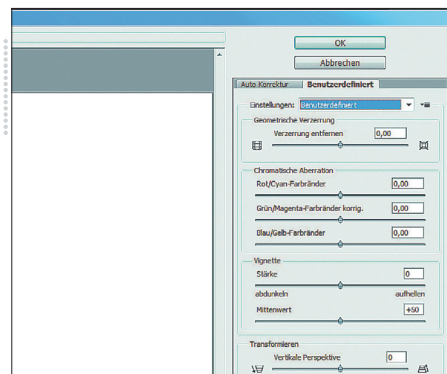 OK
Abbrechen
Auto Korrektur Benutzerdefiniert
Einstellungen: Benutzerdefiniert
Geometrische Verzerrung
Verzerrung entfernen 0,00
Chromatische Aberration
Rot/Cyan-Farbränder 0,00
Grün/Magenta-Farbränder korrig. 0,00
Blau/Gelb-Farbränder 0,00
Vignette
Stärke 0
abdunkeln aufhellen
Mittenwert +50
Transformieren
Vertikale Perspektive 0